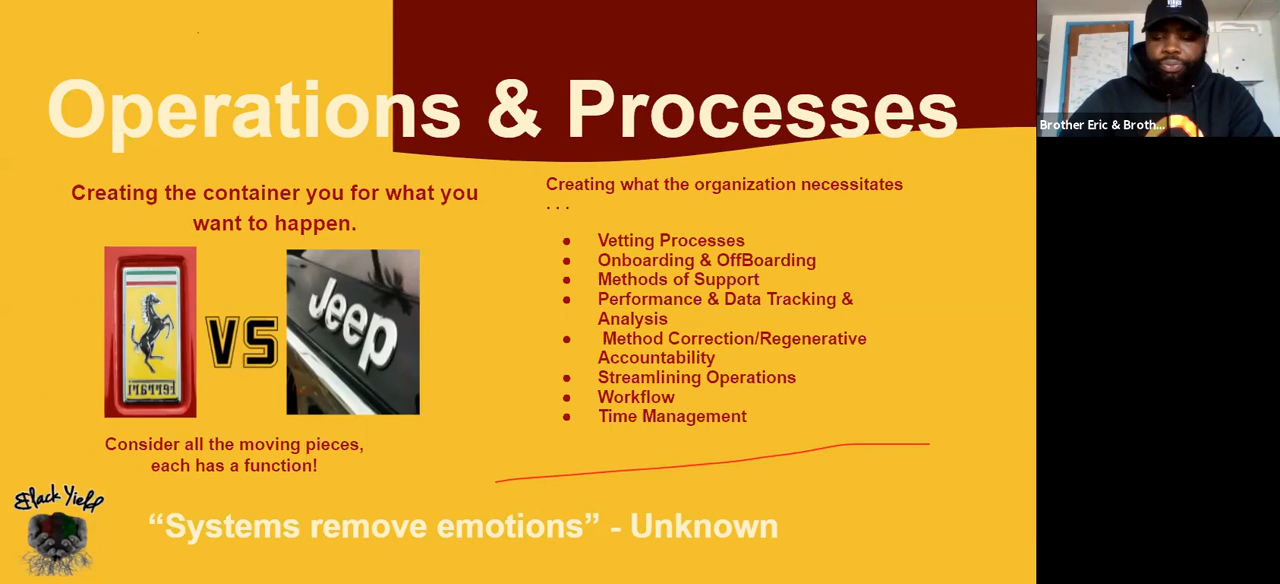 Operations & Processes
Creating the container you for what you
want to happen.
VS
Jeep
Consider all the moving pieces,
each has a function!
Creating what the organization necessitates
. . .
● Vetting Processes
● Onboarding & OffBoarding
● Methods of Support
● Performance & Data Tracking &
Analysis
● Method Correction/Regenerative
Accountability
● Streamlining Operations
● Workflow
● Time Management
Black Yield
“Systems remove emotions” - Unknown
Brother Eric & Broth...